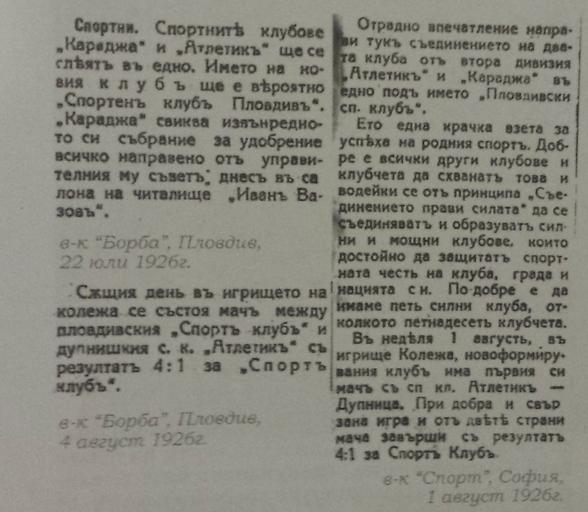 Спортни. Спортнитѣ клубове
„Караджа“ и „Атлетикъ“ ще се
слѣятъ въ едно. Името на но-
вия клубъ ще е вѣроятно
„Спортенъ клубъ Пловдивъ“.
„Караджа“ свиква извънредно-
то си събрание за удобрение
всичко направено отъ управи-
телния му съветъ; днесъ въ са
лона на читалище „Иванъ Ва-
зовъ“.
в-к “Борба”, Пловдив,
22 юли 1926г.
Сѫщия день въ игрището на
колежа се състоя мачъ между
пловдивския „Спортъ клубъ“ и
дупнишкия с. к. „Атлетикъ“ съ
резултатъ 4:1 за „Спортъ
клубъ“.
в-к “Борба”, Пловдив,
4 август 1926г.
Отрадно впечатление напра-
ви тукъ съединението на два-
та клуба отъ втора дивизия
„Атлетикъ“ и „Караджа“ въ
едно подъ името „Пловдивски
сп. клубъ“.
Ето една крачка взета за
успѣха на родния спортъ. Доб-
ре е всички други клубове и
клубчета да схванатъ това и
водейки се отъ принципа „Съе-
динението прави силата“ да се
съединяватъ и образуватъ сил-
ни и мощни клубове, които
достойно да защитатъ спорт-
ната честь на клуба, града и
нацията си. По-добре е да
имаме петь силни клуба, от-
колкото петнадесеть клубчета.
Въ недѣля 1 августъ, въ
игрище Колежа, новоформиру-
вания клубъ има първия си
мачъ съ сп кл. Атлетикъ —
Дупница. При добра и свър
зана игра и отъ двѣтѣ страни
мача завърши съ резултатъ
4:1 за Спортъ Клубъ.
в-к “Спорт”, София,
1 август 1926г.